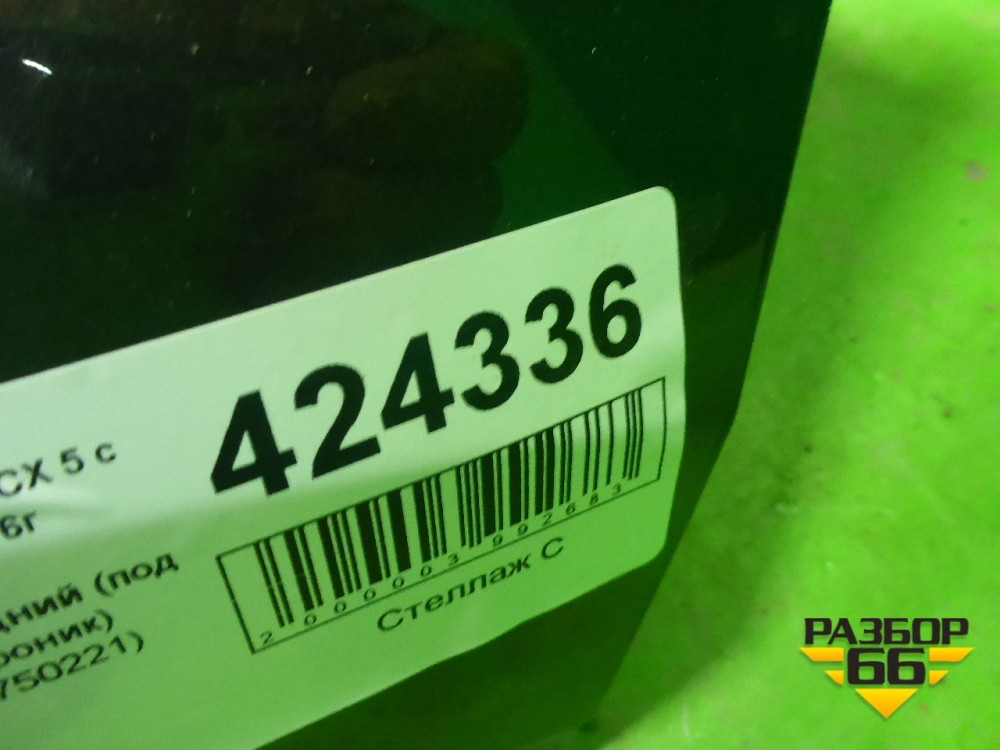 424336
CX 5 с
6г
дний (под
роник)
750221)
2000003992683
Стеллаж С
РАЗБОР
66